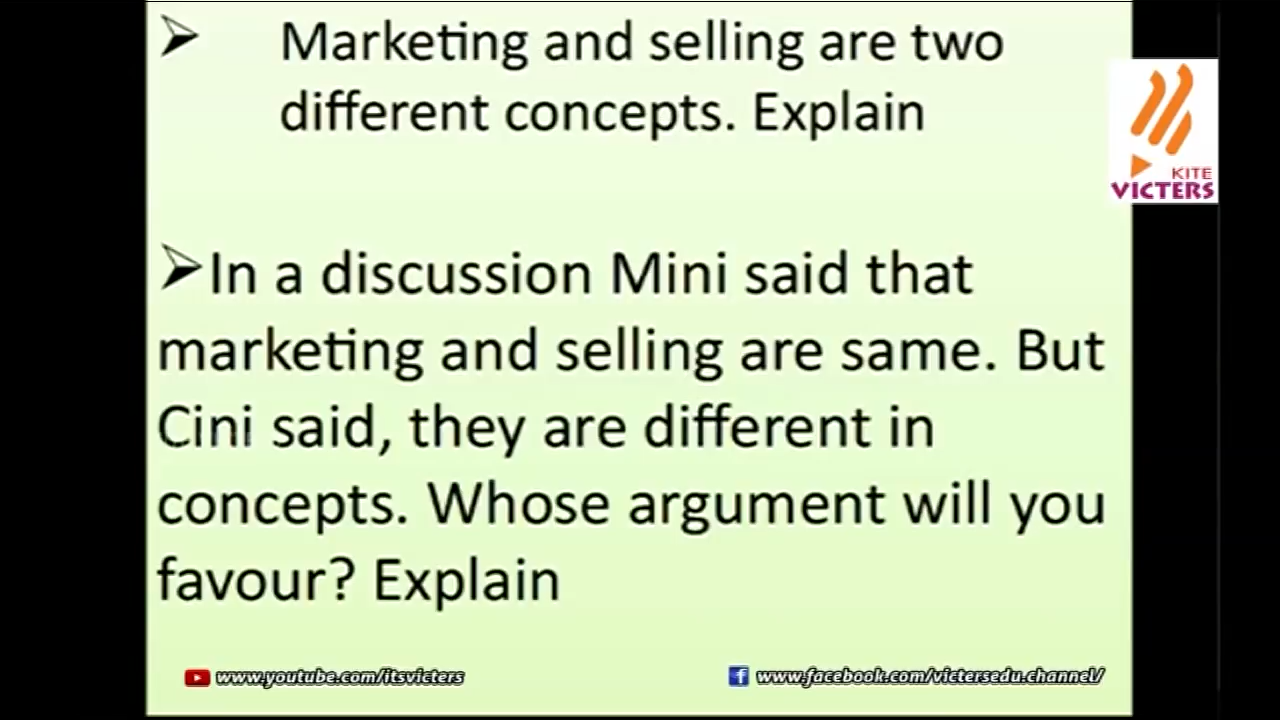 Marketing and selling are two
different concepts. Explain
KITE
VICTERS
In a discussion Mini said that
marketing and selling are same. But
Cini said, they are different in
concepts. Whose argument will you
favour? Explain
www.youtube.com/itsvicters
www.facebook.com/victersedu.channel/